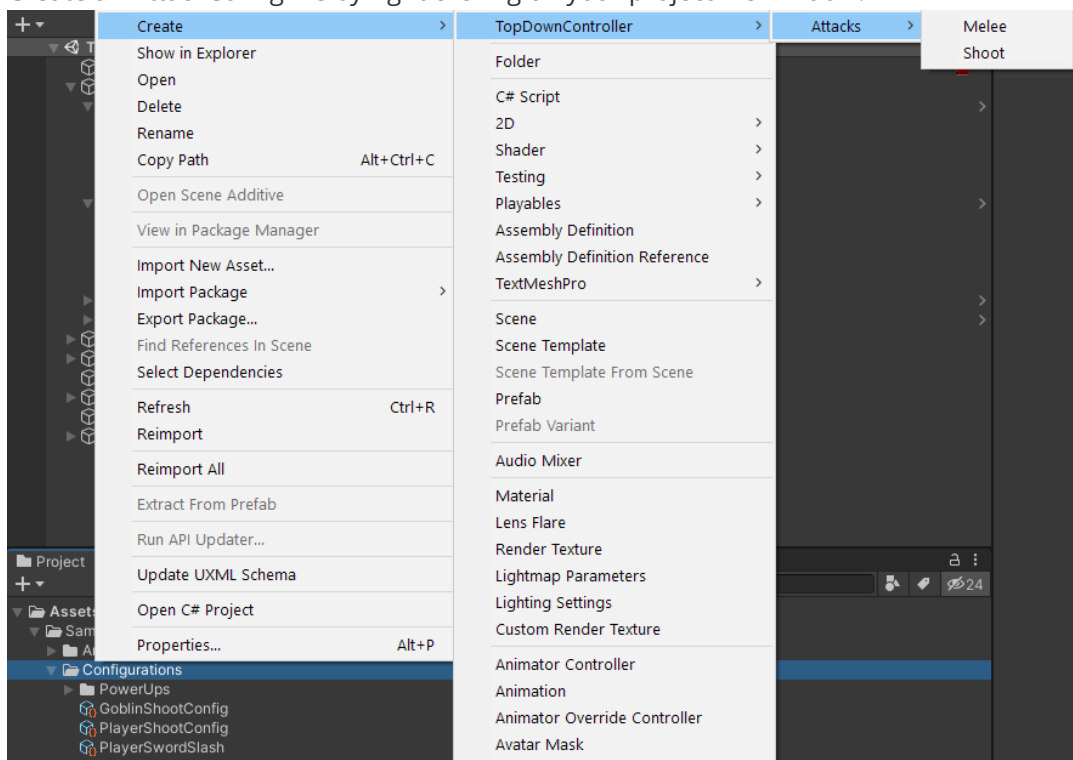 Create
Show in Explorer
Open
Delete
Rename
Copy Path Alt+Ctrl+C
Open Scene Additive
View in Package Manager
Import New Asset...
Import Package
Export Package...
Find References In Scene
Select Dependencies
Refresh Ctrl+R
Reimport
Reimport All
Extract From Prefab
Run API Updater...
Update UXML Schema
Open C# Project
Properties... Alt+P
TopDownController
Folder
C# Script
2D
Shader
Testing
Playables
Assembly Definition
Assembly Definition Reference
TextMeshPro
Scene
Scene Template
Scene Template From Scene
Prefab
Prefab Variant
Audio Mixer
Material
Lens Flare
Render Texture
Lightmap Parameters
Lighting Settings
Custom Render Texture
Animator Controller
Animation
Animator Override Controller
Avatar Mask
Attacks
Melee
Shoot
Project
24
Configurations
PowerUps
GoblinShootConfig
PlayerShootConfig
PlayerSwordSlash